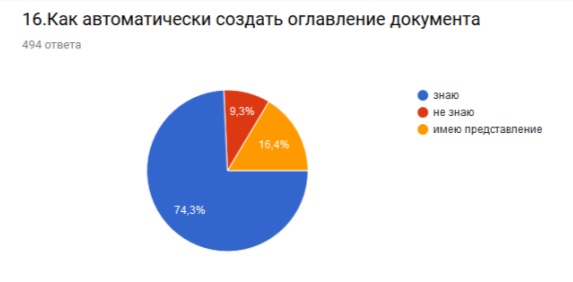 16.Как автоматически создать оглавление документа
494 ответа
знаю
не знаю
имею представление
9,3%
16,4%
74,3%